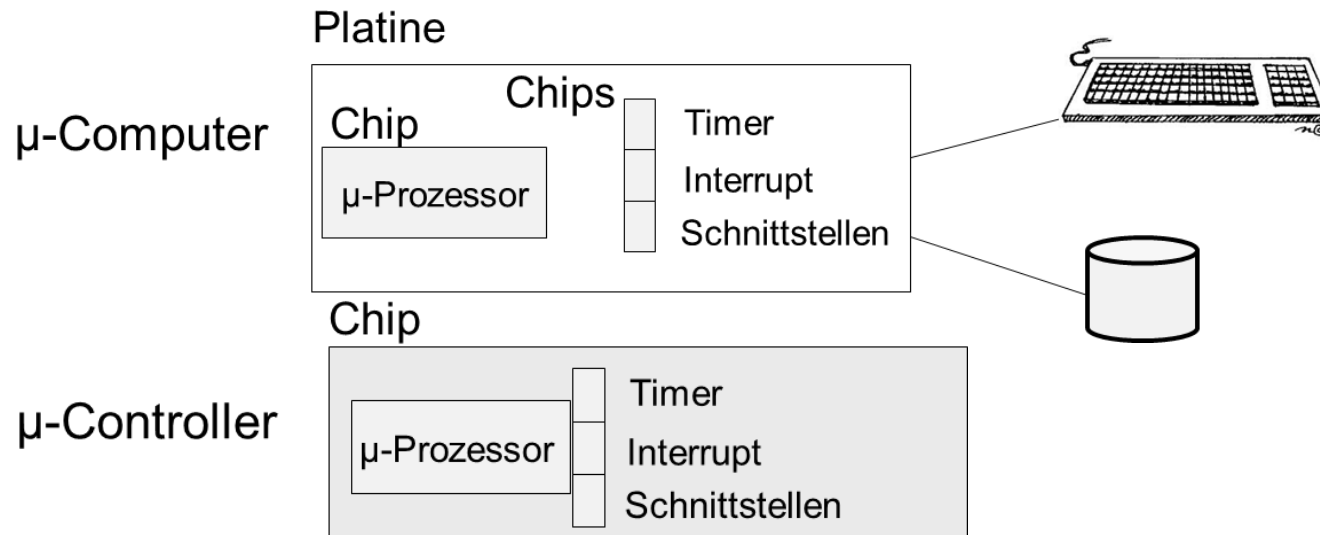 Platine
Chips
Chip
µ-Computer
Timer
µ-Prozessor
Interrupt
Schnittstellen
Chip
µ-Controller
Timer
µ-Prozessor
Interrupt
Schnittstellen